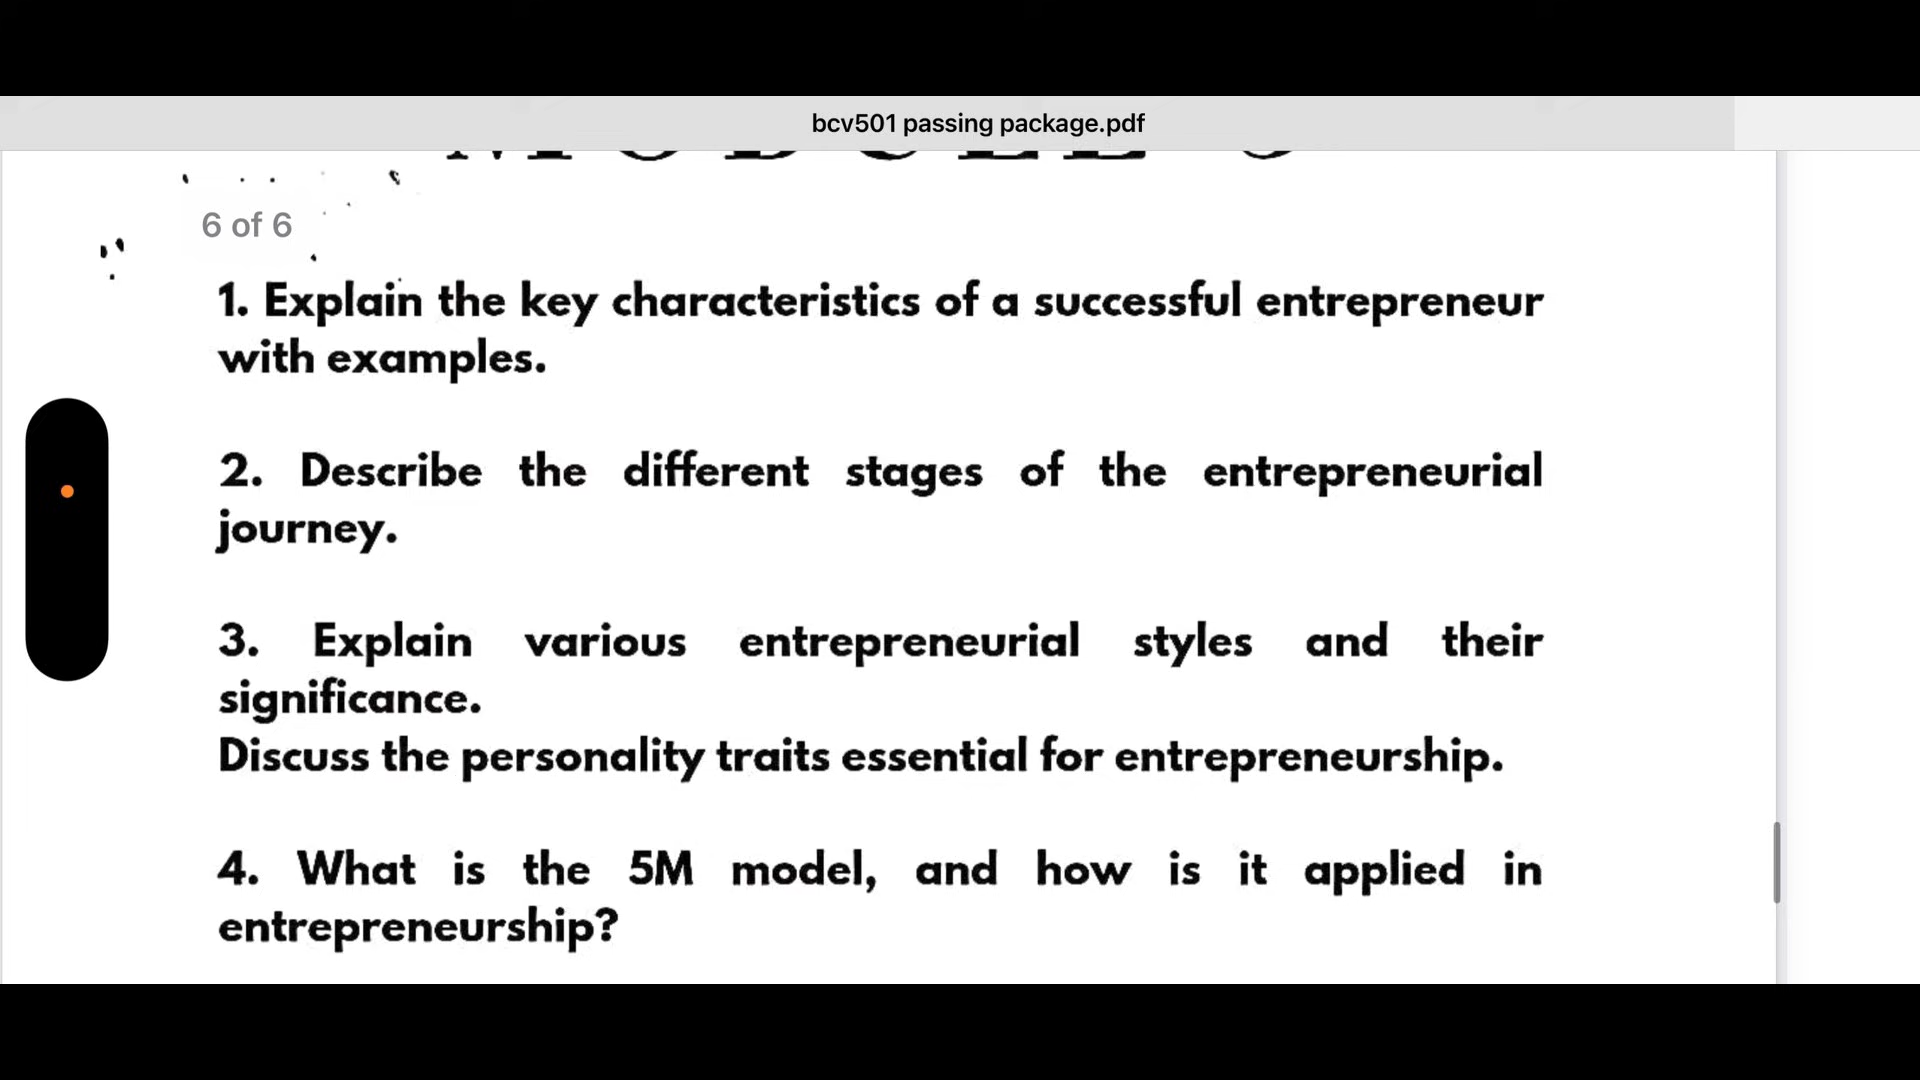 bcv501 passing package.pdf
6 of 6
1. Explain the key characteristics of a successful entrepreneur
with examples.
2. Describe the different stages of the entrepreneurial
journey.
3. Explain various entrepreneurial styles and their
significance.
Discuss the personality traits essential for entrepreneurship.
4. What is the 5M model, and how is it applied in
entrepreneurship?